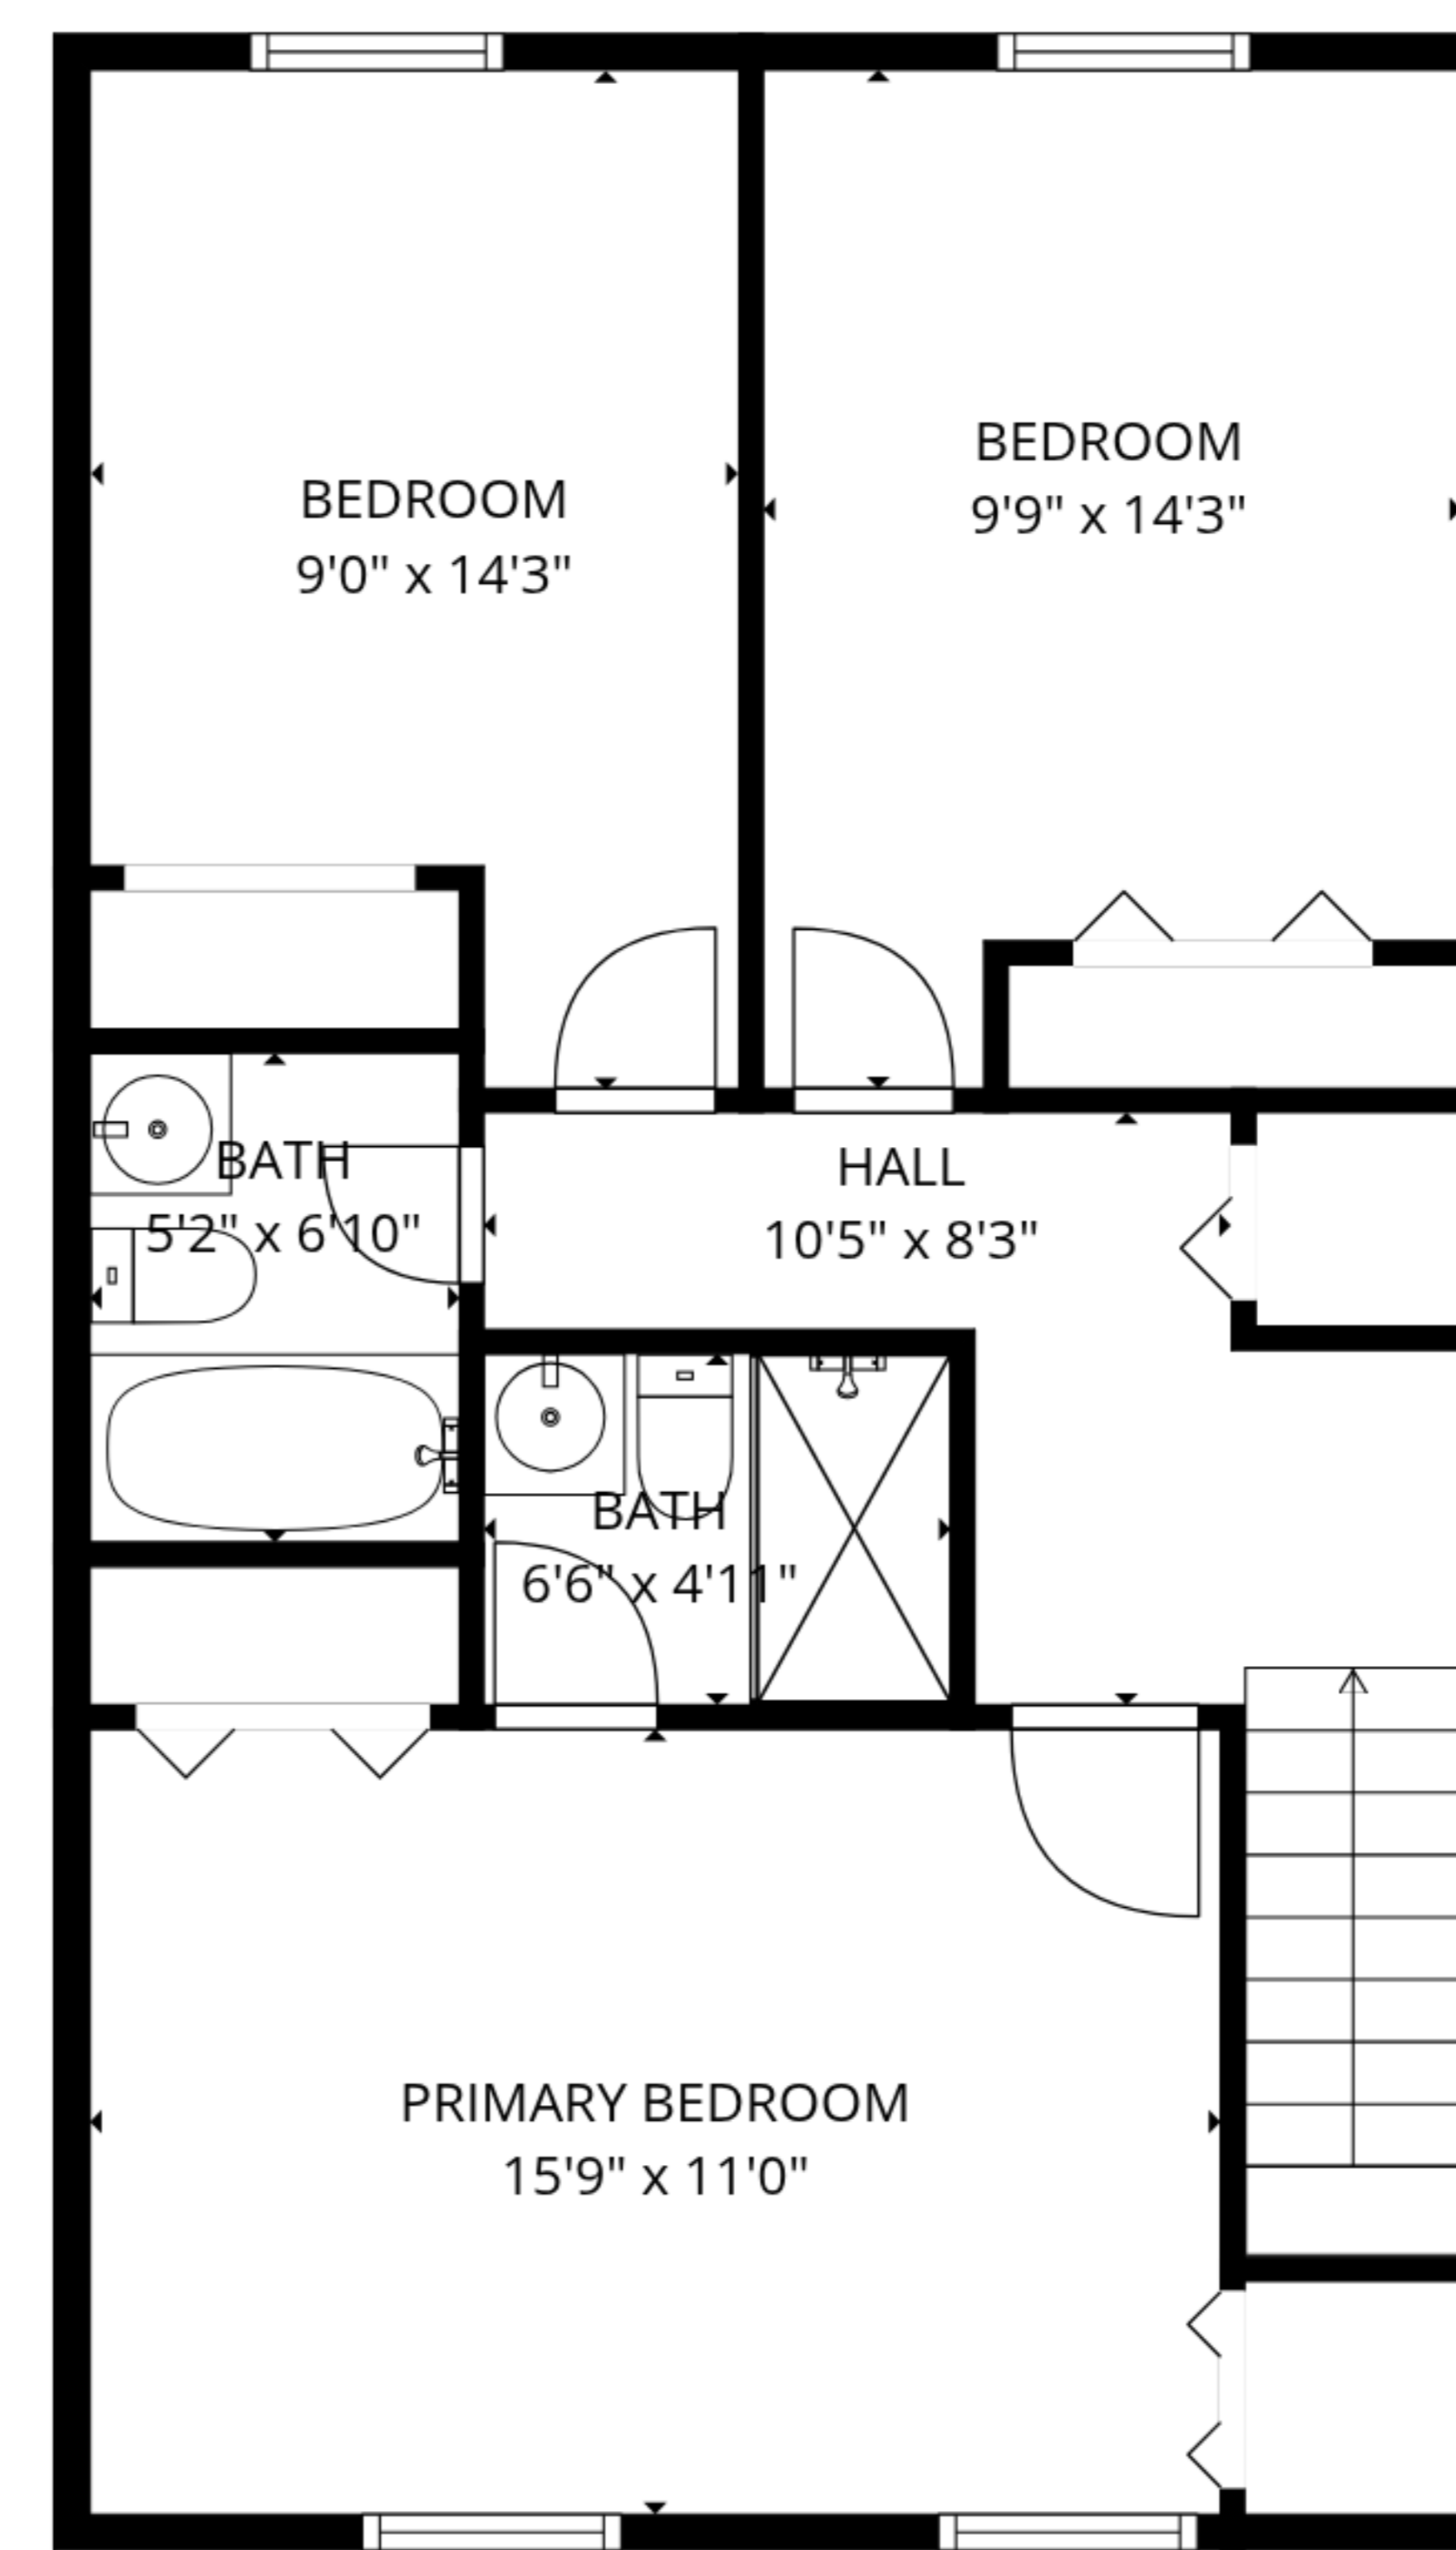 BEDROOM
9'0" x 14'3"
BEDROOM
9'9" x 14'3"
BATH
5'2" x 6'10"
HALL
10'5" x 8'3"
BATH
6'6" x 4'11"
PRIMARY BEDROOM
15'9" x 11'0"